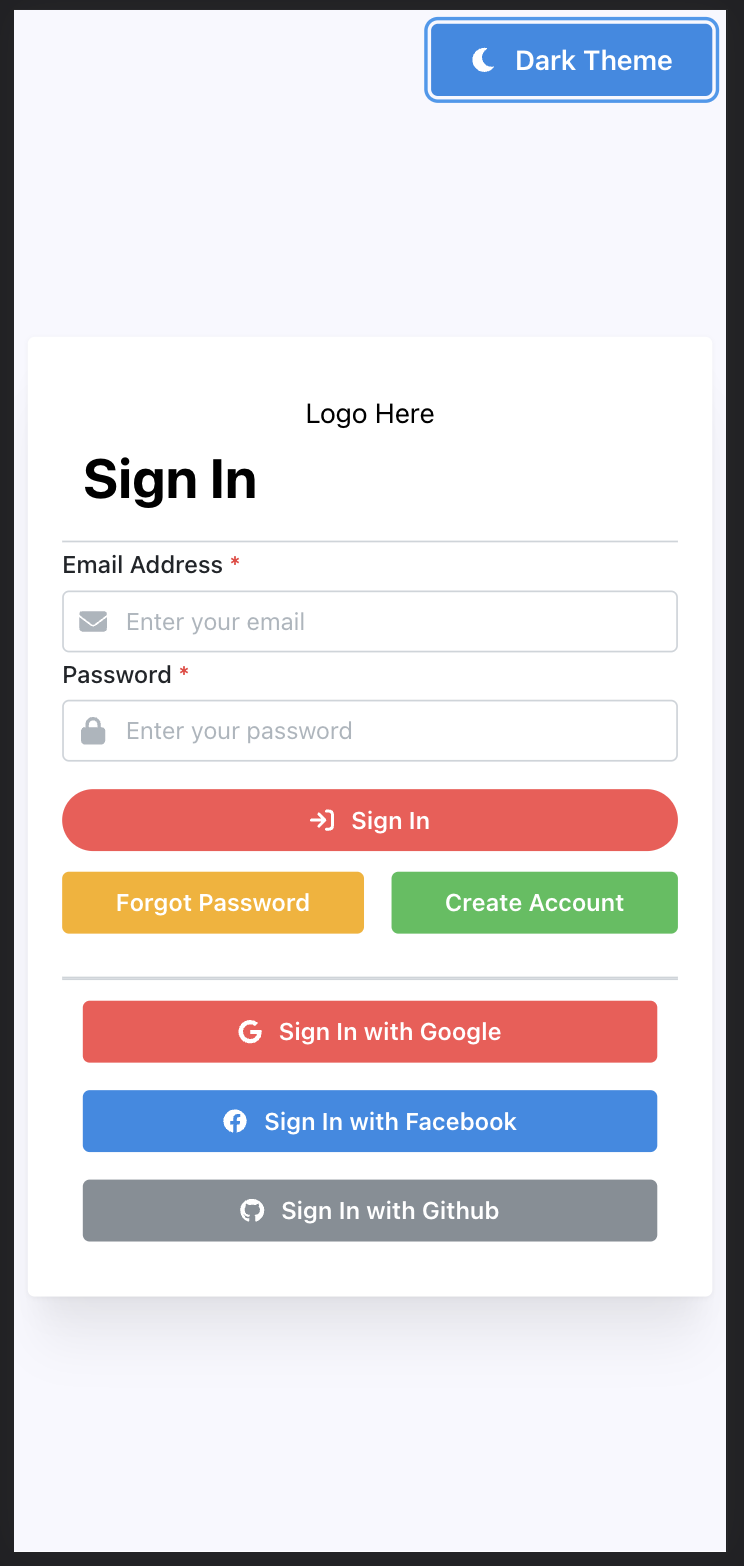 Dark Theme
Logo Here
Sign In
Email Address *
Enter your email
Password *
Enter your password
Sign In
Forgot Password
Create Account
Sign In with Google
Sign In with Facebook
Sign In with Github